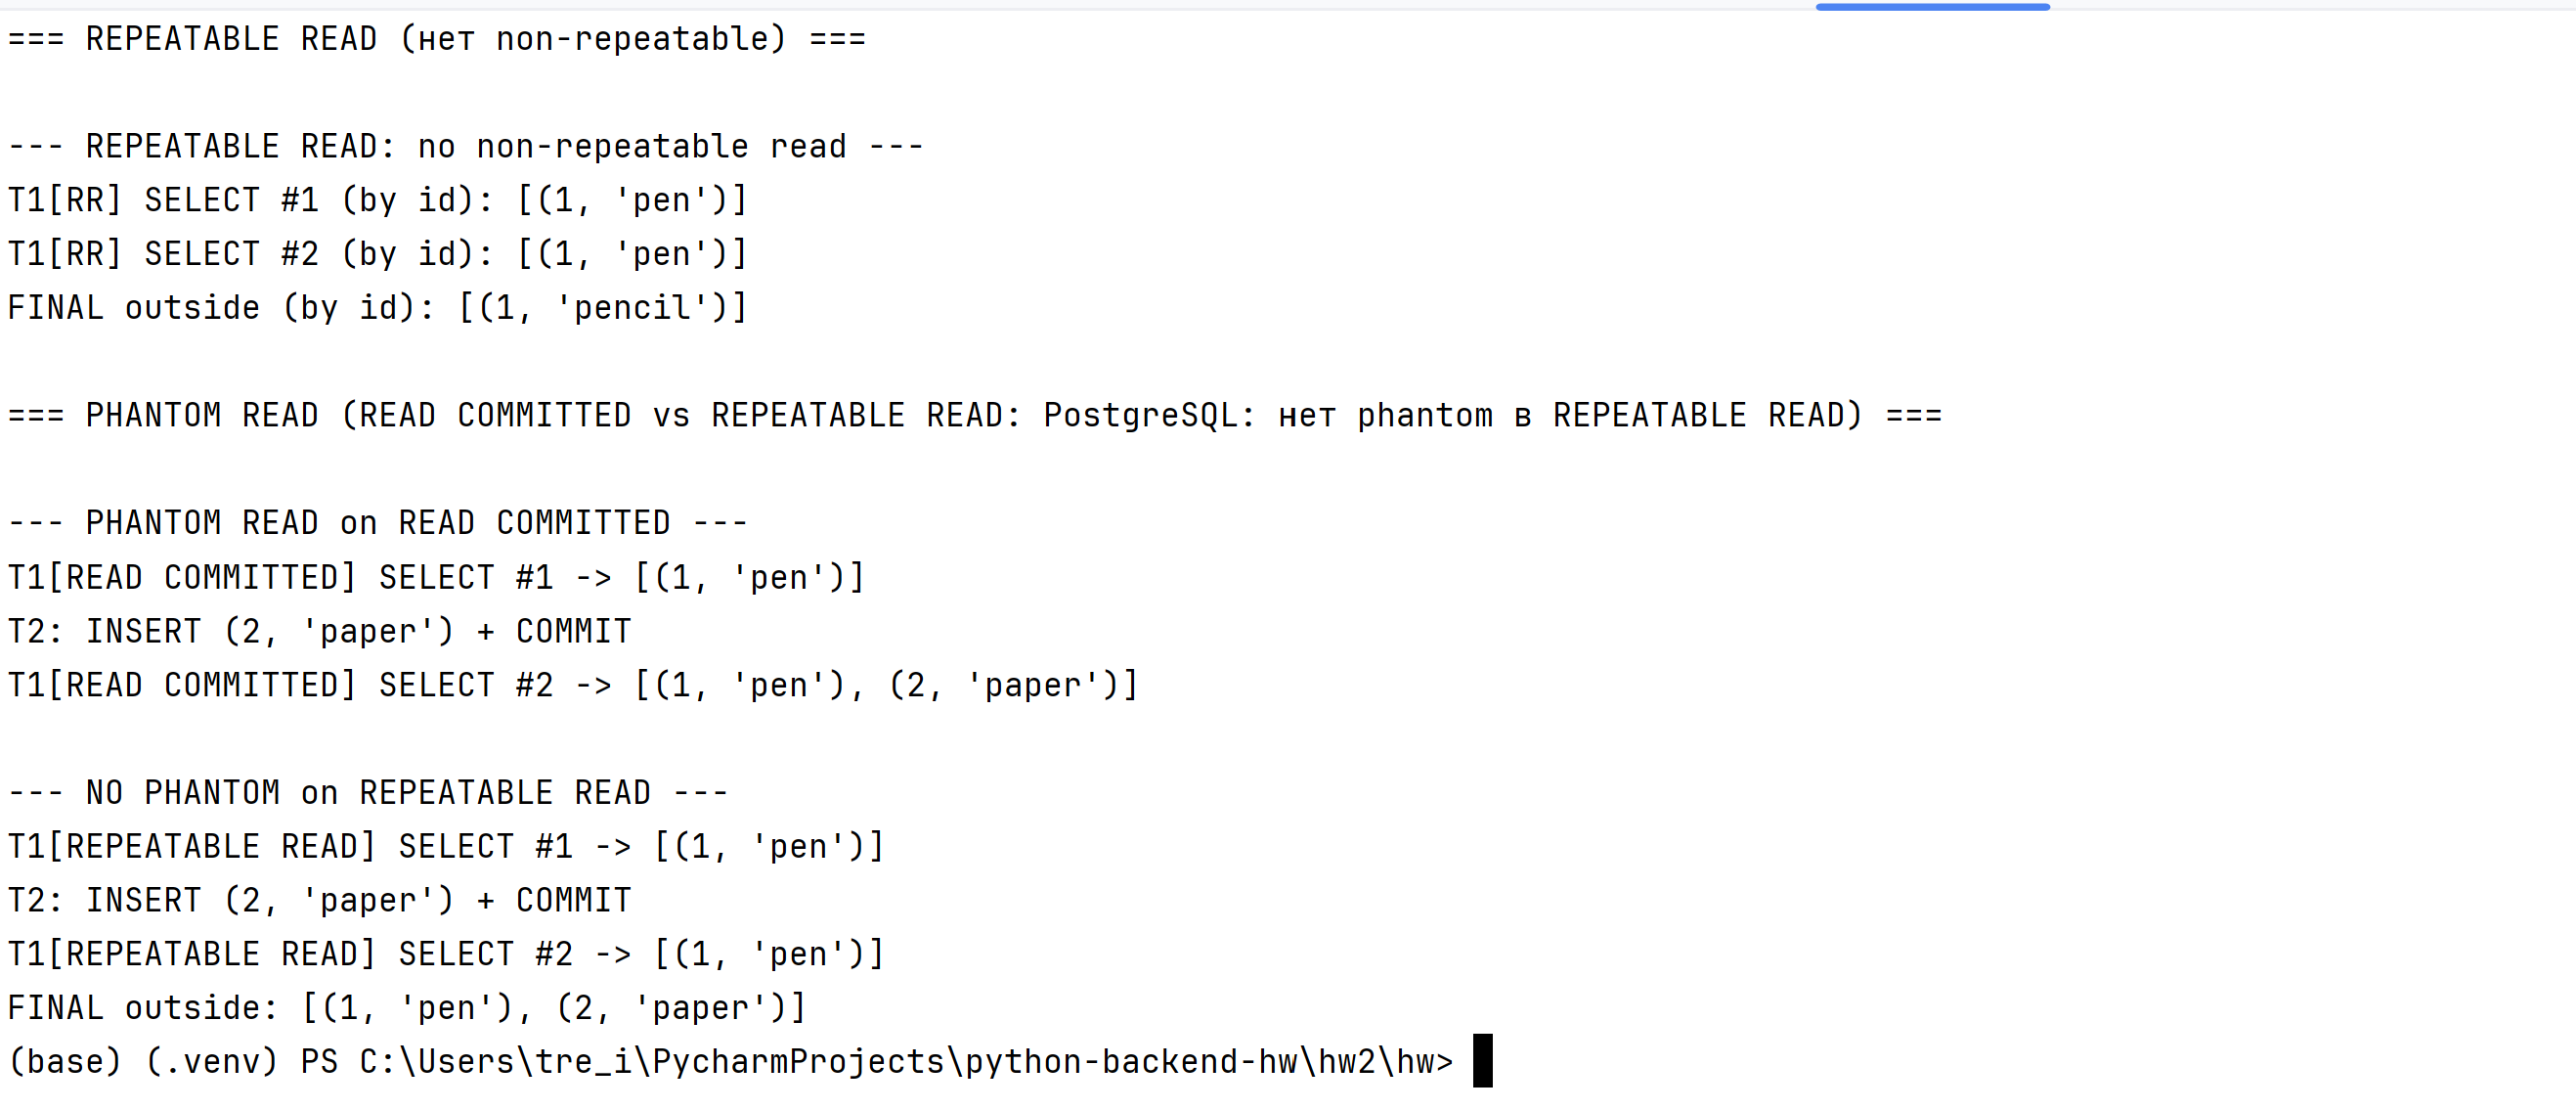 === REPEATABLE READ (нет non-repeatable) ===
--- REPEATABLE READ: no non-repeatable read ---
T1[RR] SELECT #1 (by id): [(1, 'pen')]
T1[RR] SELECT #2 (by id): [(1, 'pen')]
FINAL outside (by id): [(1, 'pencil')]
=== PHANTOM READ (READ COMMITTED vs REPEATABLE READ: PostgreSQL: нет phantom в REPEATABLE READ) ===
--- PHANTOM READ on READ COMMITTED ---
T1[READ COMMITTED] SELECT #1 -> [(1, 'pen')]
T2: INSERT (2, 'paper') + COMMIT
T1[READ COMMITTED] SELECT #2 -> [(1, 'pen'), (2, 'paper')]
--- NO PHANTOM on REPEATABLE READ ---
T1[REPEATABLE READ] SELECT #1 -> [(1, 'pen')]
T2: INSERT (2, 'paper') + COMMIT
T1[REPEATABLE READ] SELECT #2 -> [(1, 'pen')]
FINAL outside: [(1, 'pen'), (2, 'paper')]
(base) (.venv) PS C:\Users\tre_i\PycharmProjects\python-backend-hw\hw2\hw>